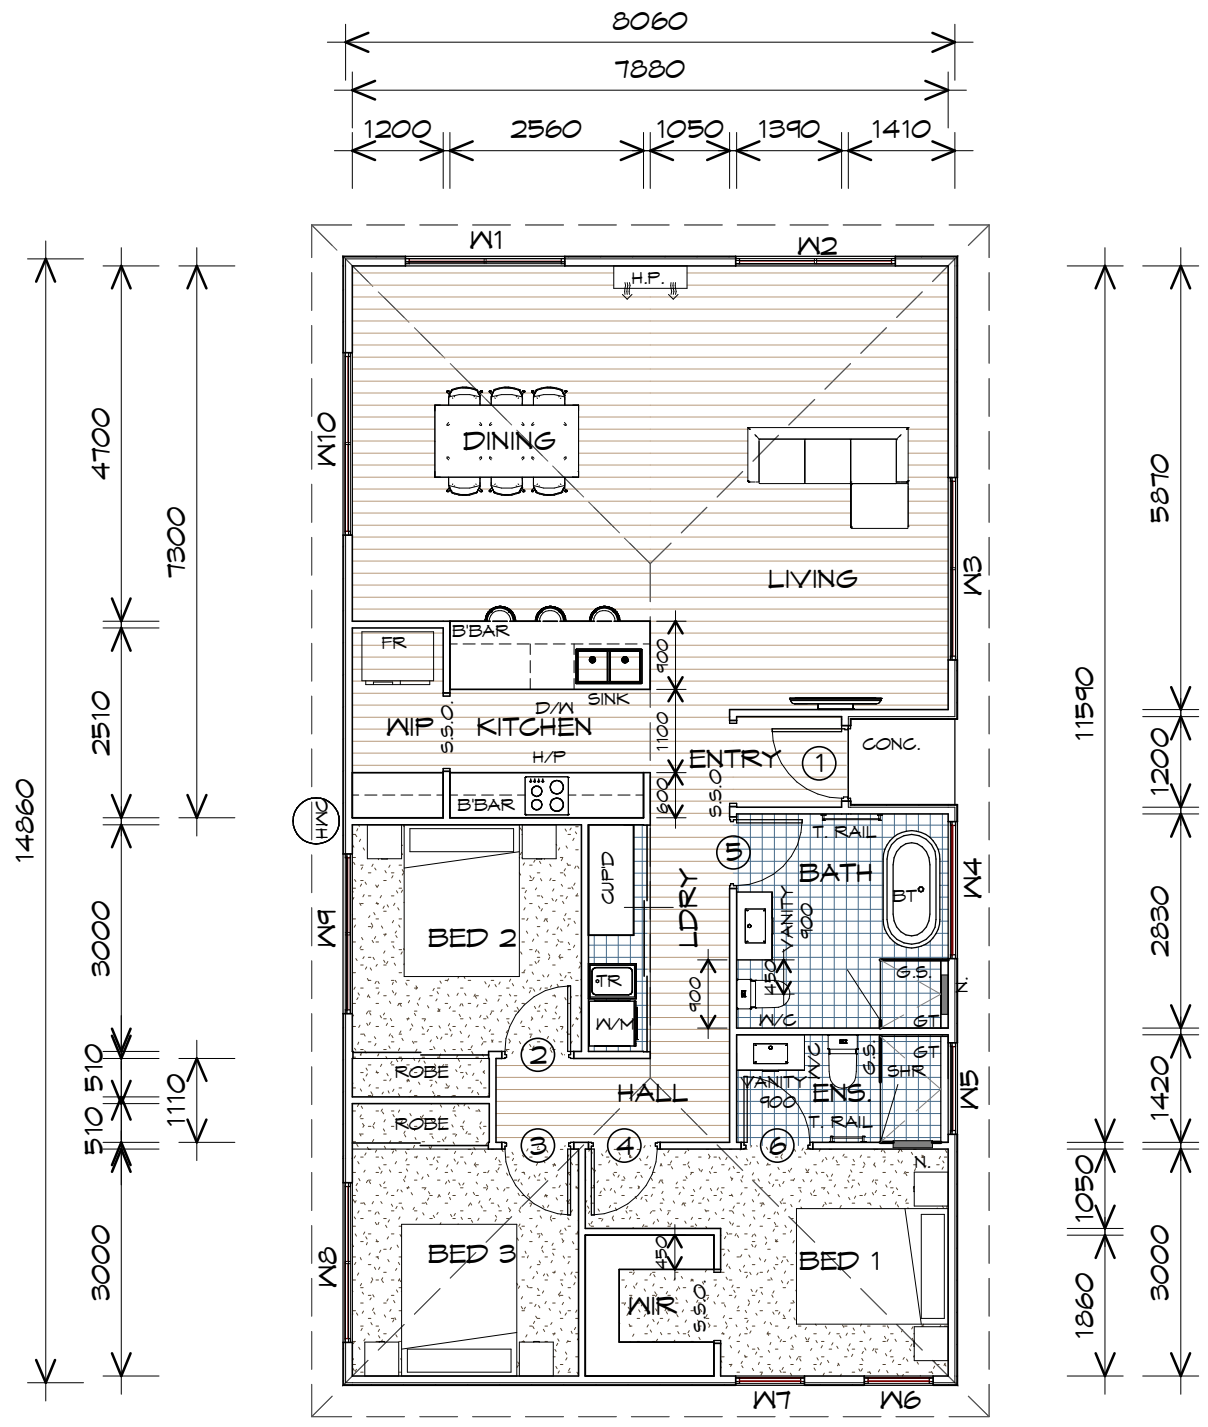 8060
7880
1200 2560 1050 1390 1410
W1 W2
H.P.
4700
W10
DINING
5870
7300
LIVING
W3
FR
B'BAR
900
SINK
11590
2510
WIP
S.S.O.
D/W
KITCHEN
1100
ENTRY
1
CONC.
1200
H/P
14860
B'BAR
600
S.S.O
HWC
T. RAIL
5
BATH
W4
CUPD
LDRY
BT
VANITY
900
2830
3000
W9
BED 2
TR
900
450
G.S.
N.
W/M
W/C
GT
510
1110
2
ROBE
VANITY
900
W/C
G.S.
GT
SHR
W5
1420
HALL
ENS.
510
ROBE
T. RAIL
3
4
6
N.
1050
3000
W8
BED 3
450
BED 1
WIR
S.S.O.
1860
3000
W7 W6